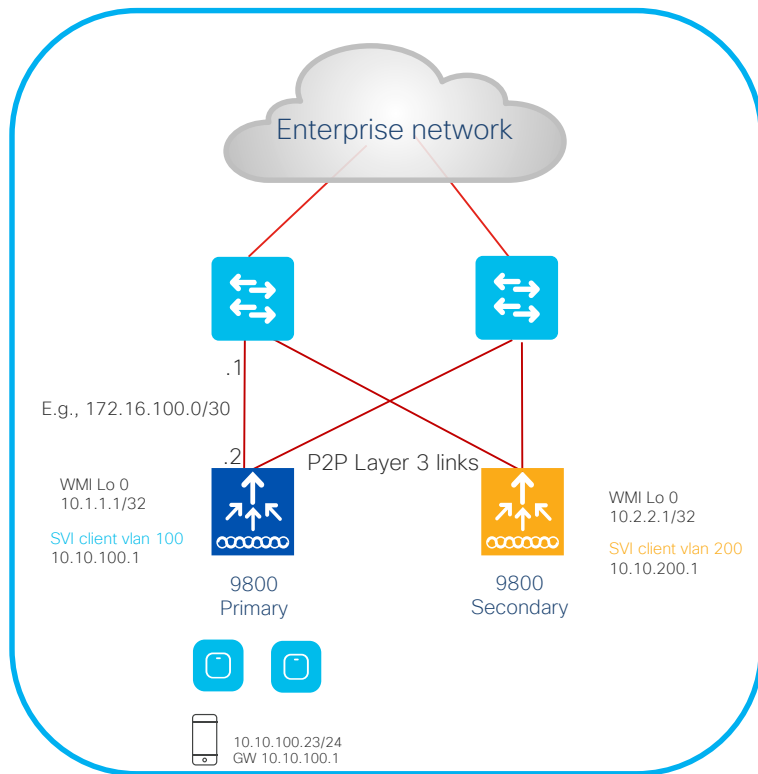 Enterprise network
.1
E.g., 172.16.100.0/30
.2
P2P Layer 3 links
WMI Lo 0
10.1.1.1/32
SVI client vlan 100
10.10.100.1
WMI Lo 0
10.2.2.1/32
SVI client vlan 200
10.10.200.1
9800
Primary
9800
Secondary
10.10.100.23/24
GW 10.10.100.1